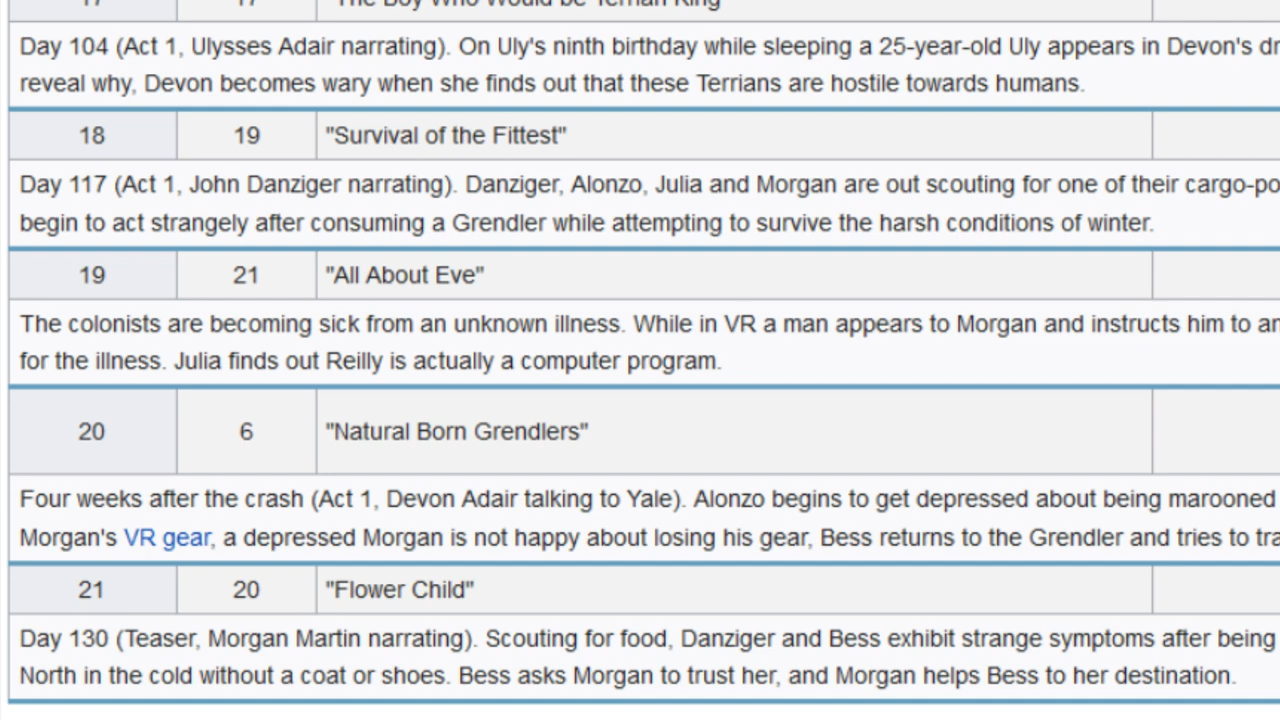 17 17 "The Boy Who Would be Terrian King"
Day 104 (Act 1, Ulysses Adair narrating). On Uly's ninth birthday while sleeping a 25-year-old Uly appears in Devon's
reveal why, Devon becomes wary when she finds out that these Terrians are hostile towards humans.
18 19 "Survival of the Fittest"
Day 117 (Act 1, John Danziger narrating). Danziger, Alonzo, Julia and Morgan are out scouting for one of their cargo-po
begin to act strangely after consuming a Grendler while attempting to survive the harsh conditions of winter.
19 21 "All About Eve"
The colonists are becoming sick from an unknown illness. While in VR a man appears to Morgan and instructs him to
for the illness. Julia finds out Reilly is actually a computer program.
20 6 "Natural Born Grendlers"
Four weeks after the crash (Act 1, Devon Adair talking to Yale). Alonzo begins to get depressed about being marooned
Morgan's VR gear, a depressed Morgan is not happy about losing his gear, Bess returns to the Grendler and tries to
21 20 "Flower Child"
Day 130 (Teaser, Morgan Martin narrating). Scouting for food, Danziger and Bess exhibit strange symptoms after being
North in the cold without a coat or shoes. Bess asks Morgan to trust her, and Morgan helps Bess to her destination.